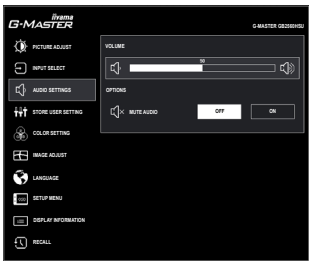 iiyama
G-MASTER
G-MASTER GB2560HSU
PICTURE ADJUST
INPUT SELECT
AUDIO SETTINGS
STORE USER SETTING
COLOR SETTING
IMAGE ADJUST
LANGUAGE
SETUP MENU
DISPLAY INFORMATION
RECALL
VOLUME
50
OPTIONS
MUTE AUDIO
OFF
ON